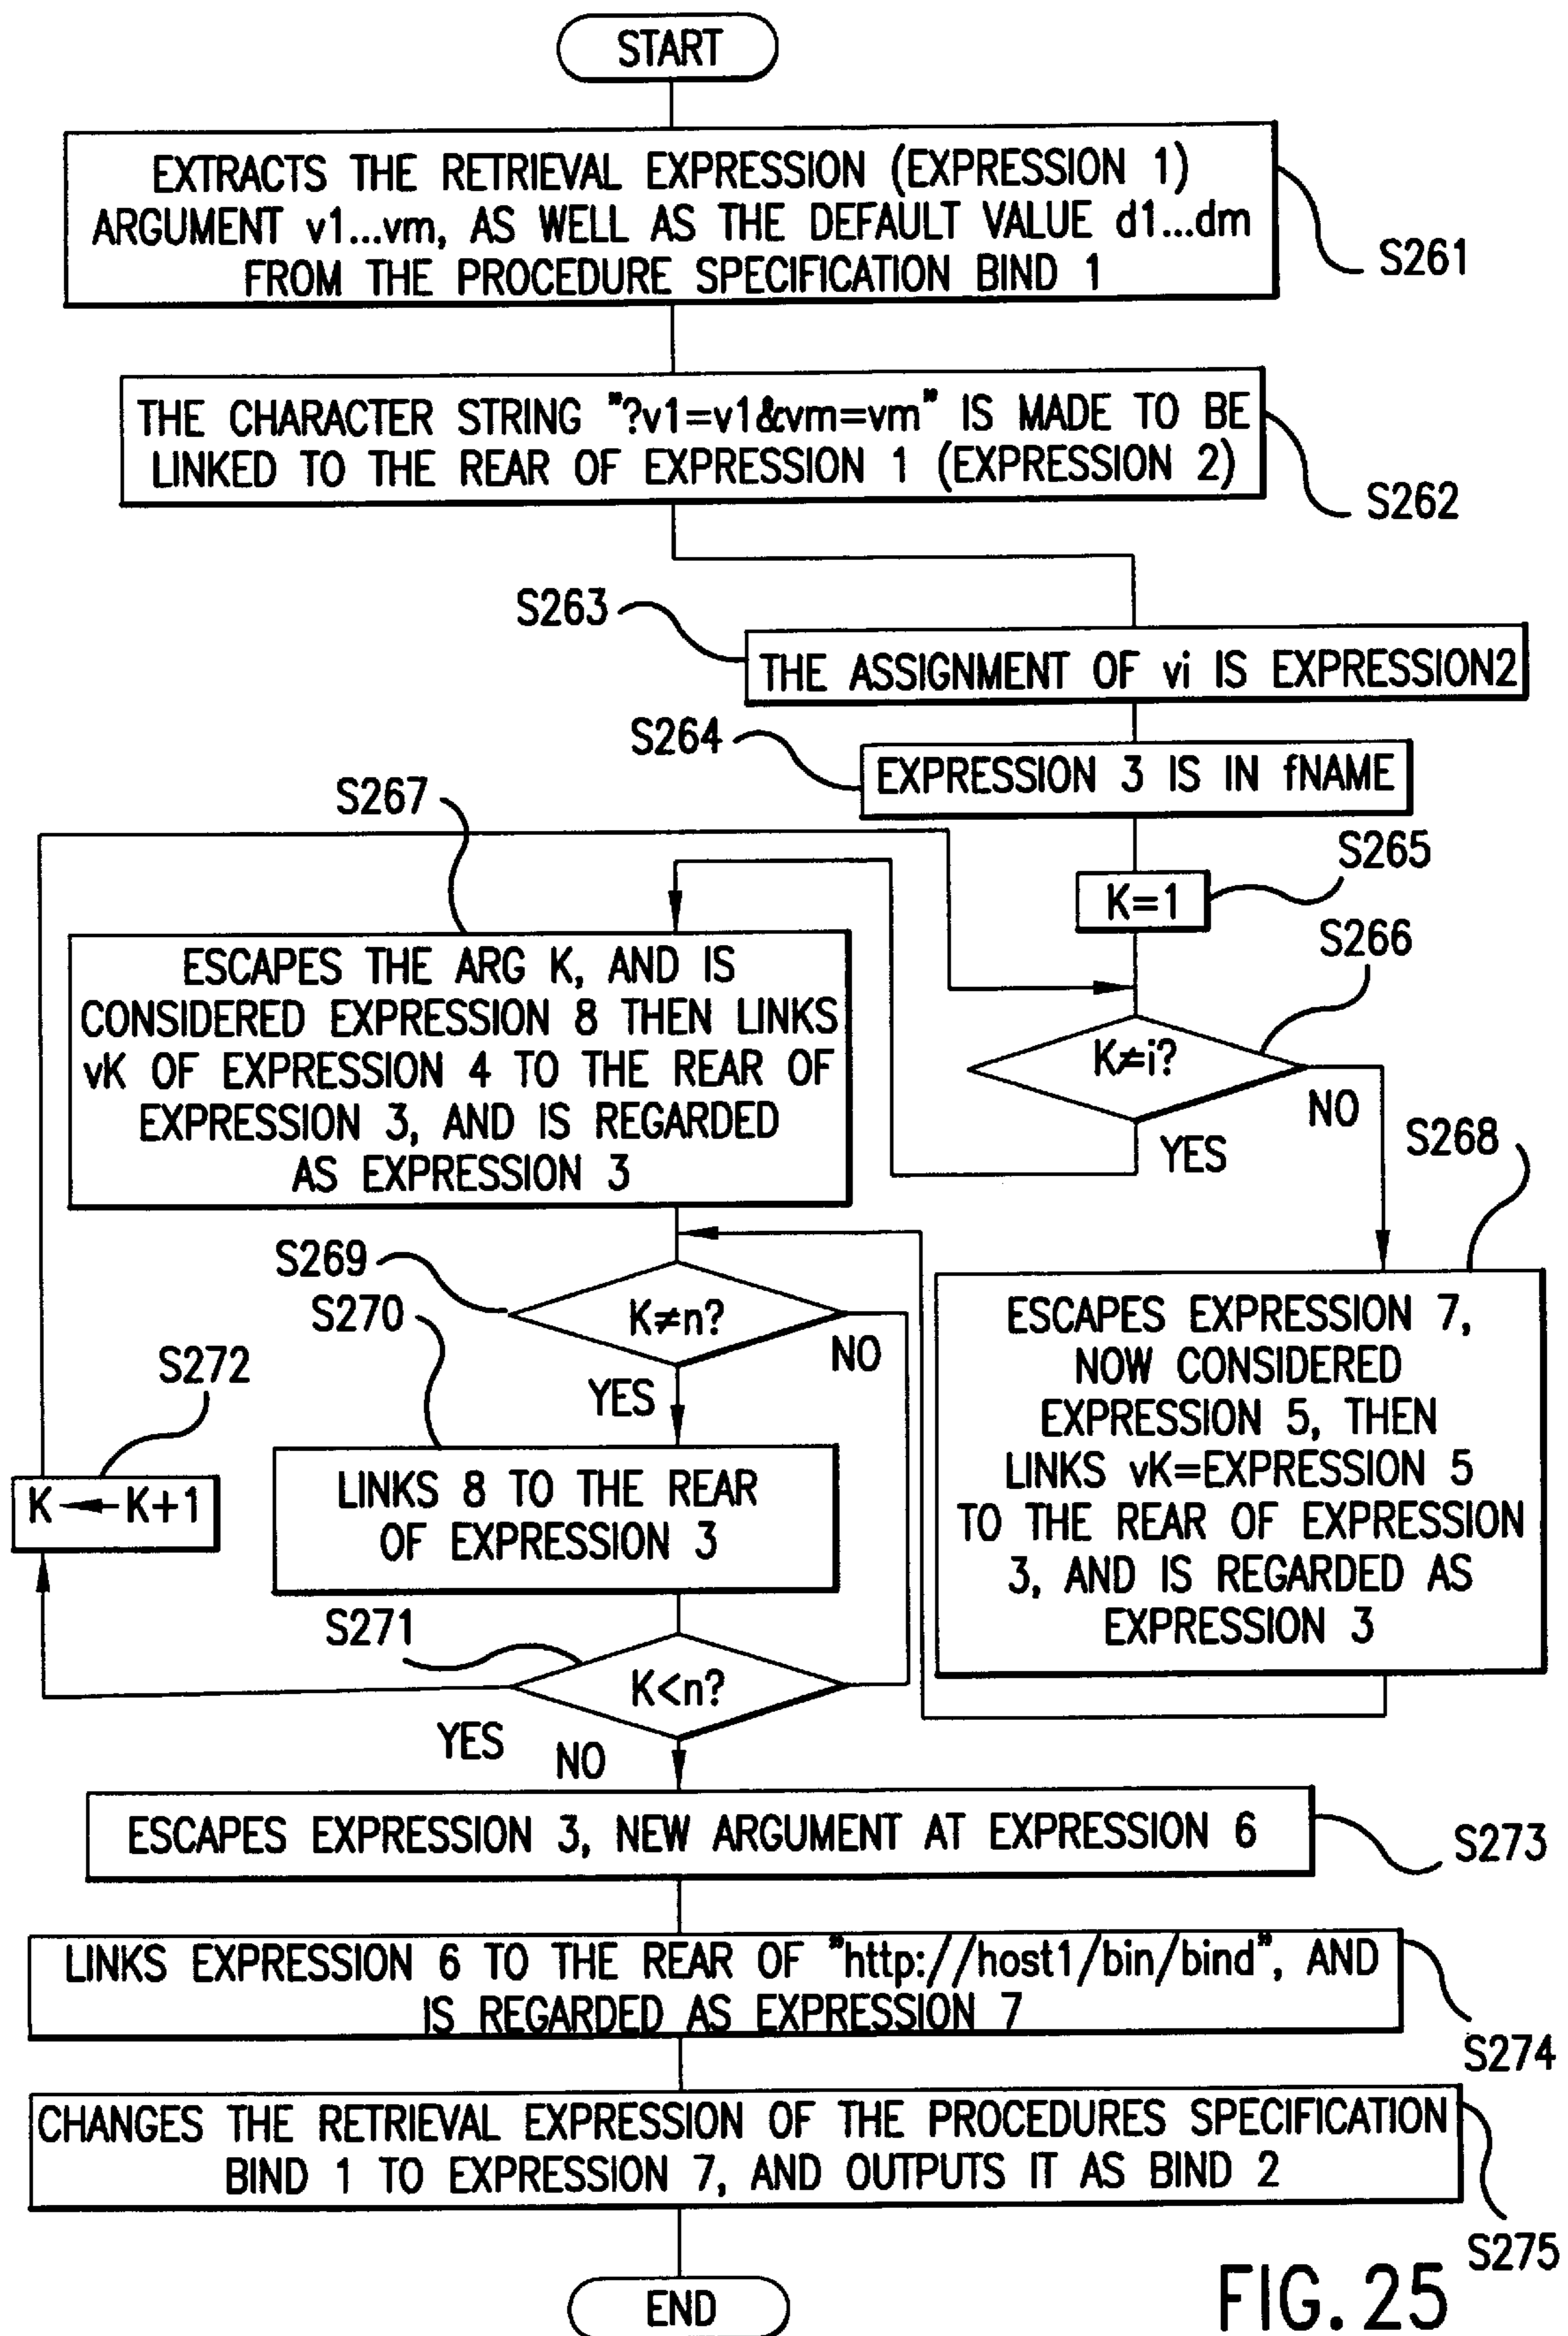 START
EXTRACTS THE RETRIEVAL EXPRESSION (EXPRESSION 1)
ARGUMENT v1...vm, AS WELL AS THE DEFAULT VALUE d1...dm
FROM THE PROCEDURE SPECIFICATION BIND 1
S261
THE CHARACTER STRING "?v1=v1&vm=vm" IS MADE TO BE
LINKED TO THE REAR OF EXPRESSION 1 (EXPRESSION 2)
S262
S263
THE ASSIGNMENT OF vi IS EXPRESSION2
S264
EXPRESSION 3 IS IN fNAME
S267
S265
K=1
S266
ESCAPES THE ARG K, AND IS
CONSIDERED EXPRESSION 8 THEN LINKS
vK OF EXPRESSION 4 TO THE REAR OF
EXPRESSION 3, AND IS REGARDED
AS EXPRESSION 3
K≠i?
NO
YES
S268
S269
K≠n?
NO
YES
S270
S272
K ← K+1
LINKS 8 TO THE REAR
OF EXPRESSION 3
ESCAPES EXPRESSION 7,
NOW CONSIDERED
EXPRESSION 5, THEN
LINKS vK=EXPRESSION 5
TO THE REAR OF EXPRESSION
3, AND IS REGARDED AS
EXPRESSION 3
S271
K<n?
YES
NO
ESCAPES EXPRESSION 3, NEW ARGUMENT AT EXPRESSION 6
S273
LINKS EXPRESSION 6 TO THE REAR OF "http://host1/bin/bind", AND
IS REGARDED AS EXPRESSION 7
S274
CHANGES THE RETRIEVAL EXPRESSION OF THE PROCEDURES SPECIFICATION
BIND 1 TO EXPRESSION 7, AND OUTPUTS IT AS BIND 2
S275
END
FIG. 25